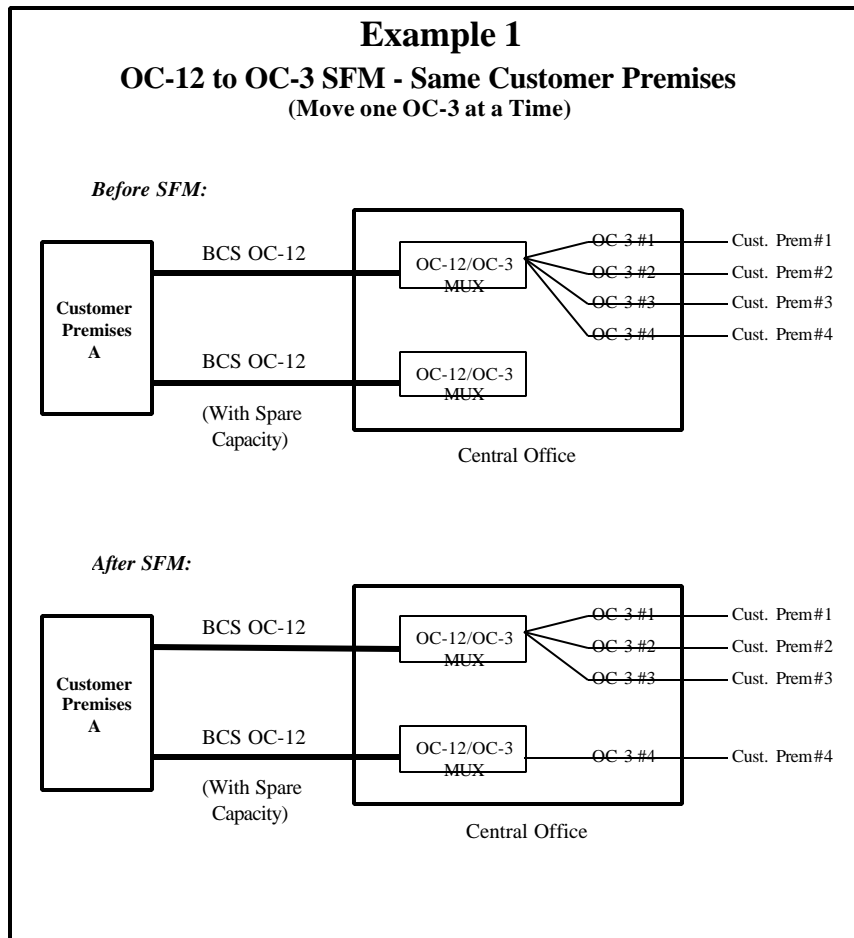 Example 1
OC-12 to OC-3 SFM - Same Customer Premises
(Move one OC-3 at a Time)
Before SFM:
Customer
Premises
A
BCS OC-12
BCS OC-12
(With Spare
Capacity)
OC-12/OC-3
MUX
OC-12/OC-3
MUX
OC-3 #1
OC-3 #2
OC-3 #3
OC-3 #4
Cust. Prem#1
Cust. Prem#2
Cust. Prem#3
Cust. Prem#4
Central Office
After SFM:
Customer
Premises
A
BCS OC-12
BCS OC-12
(With Spare
Capacity)
OC-12/OC-3
MUX
OC-12/OC-3
MUX
OC-3 #1
OC-3 #2
OC-3 #3
OC-3 #4
Cust. Prem#1
Cust. Prem#2
Cust. Prem#3
Cust. Prem#4
Central Office